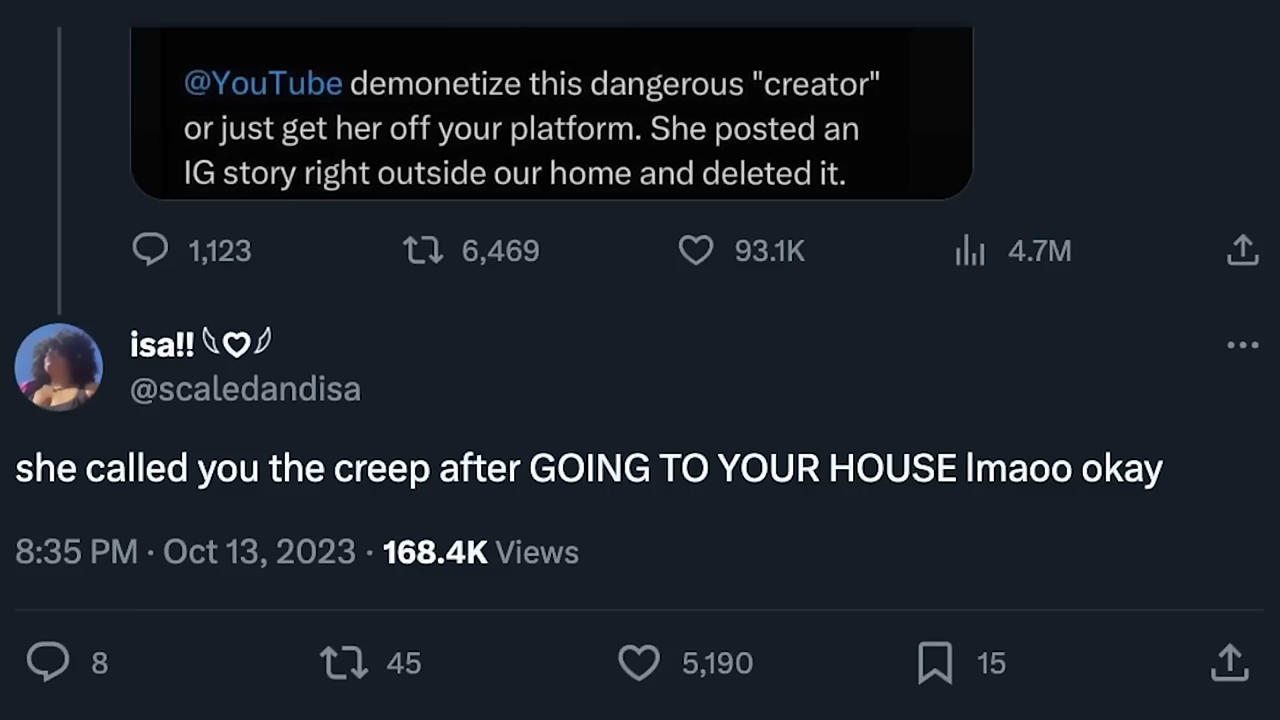 @YouTube demonetize this dangerous "creator"
or just get her off your platform. She posted an
IG story right outside our home and deleted it.
1,123 6,469 93.1K 4.7M
isa!!
@scaledandisa
she called you the creep after GOING TO YOUR HOUSE lmaoo okay
8:35 PM · Oct 13, 2023 · 168.4K Views
8 45 5,190 15